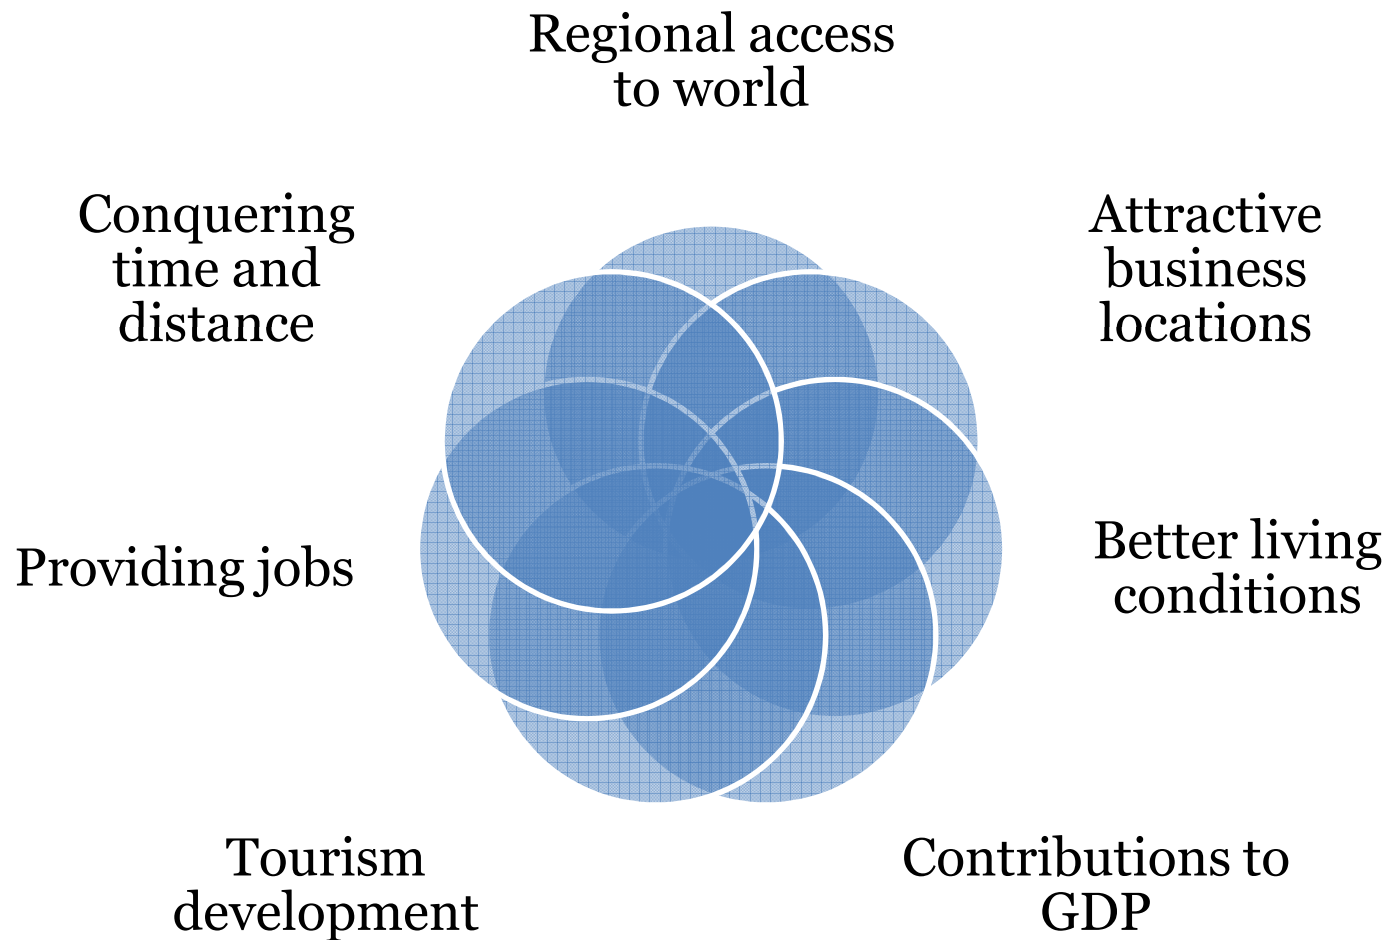 Regional access
to world
Conquering
time and
distance
Attractive
business
locations
Providing jobs
Better living
conditions
Tourism
development
Contributions to
GDP